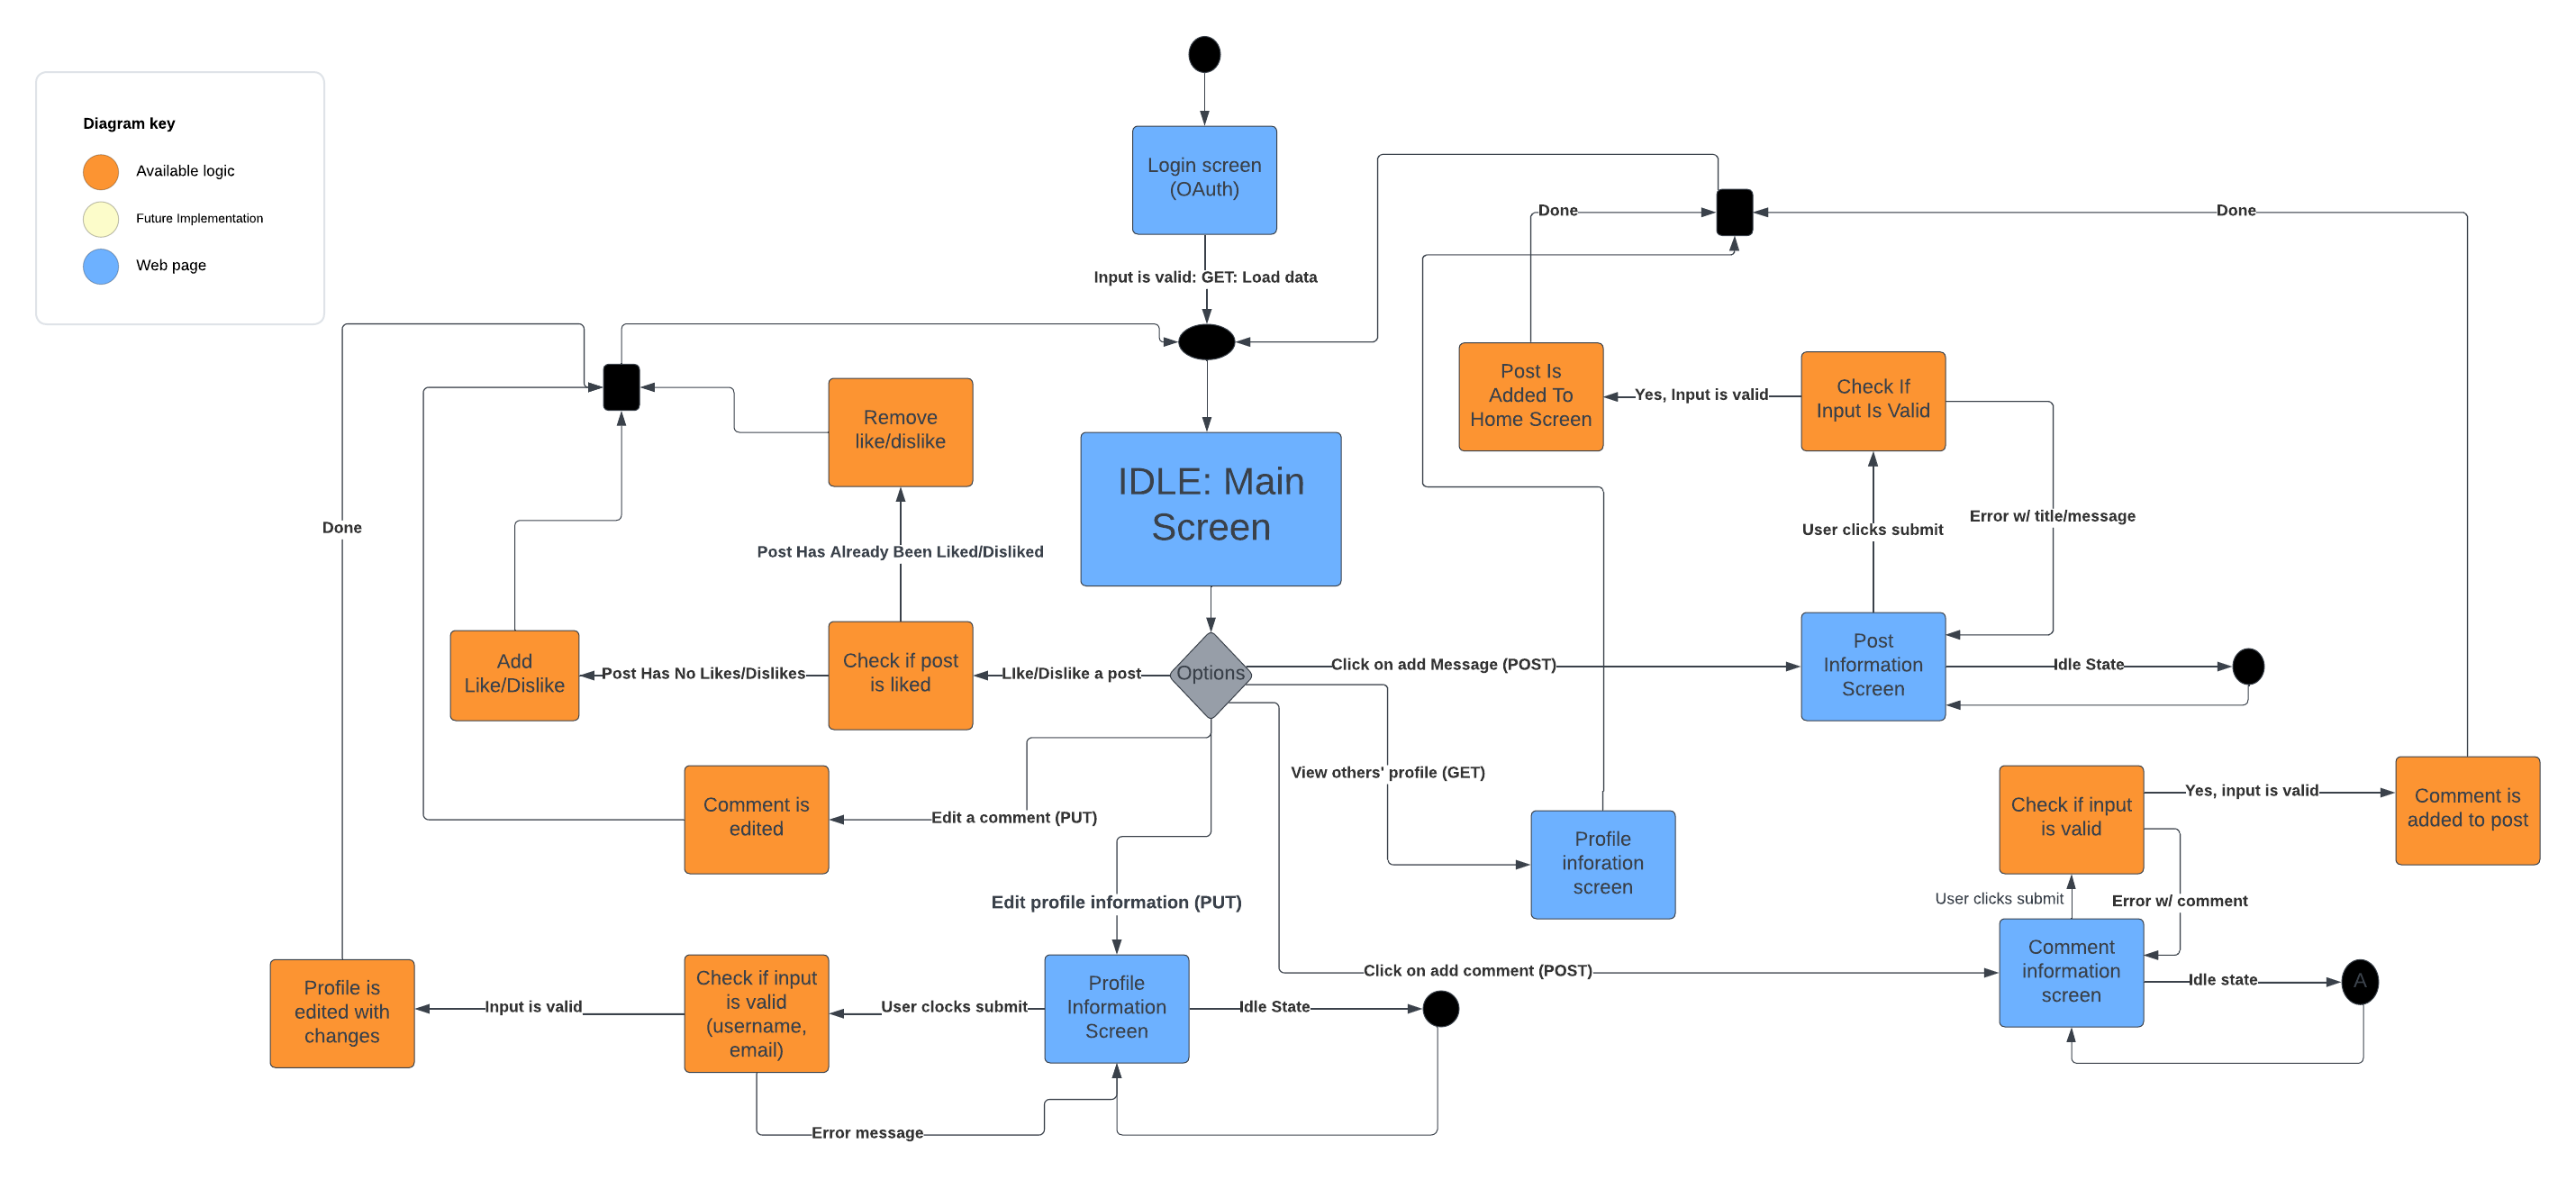 Diagram key
Available logic
Future Implementation
Web page
Login screen
(OAuth)
Input is valid: GET: Load data
Done
Done
Post Is
Added To
Home Screen
Yes, Input is valid
Check If
Input Is Valid
Remove
like/dislike
IDLE: Main
Screen
Done
Post Has Already Been Liked/Disliked
User clicks submit
Error w/ title/message
Add
Like/Dislike
Post Has No Likes/Dislikes
Check if post
is liked
LIke/Dislike a post
Options
Click on add Message (POST)
Post
Information
Screen
Idle State
View others' profile (GET)
Comment is
edited
Edit a comment (PUT)
Profile
inforation
screen
Check if input
is valid
Yes, input is valid
Comment is
added to post
User clicks submit
Error w/ comment
Edit profile information (PUT)
Click on add comment (POST)
Comment
information
screen
Idle state
A
Profile is
edited with
changes
Input is valid
Check if input
is valid
(username,
email)
User clocks submit
Profile
Information
Screen
Idle State
Error message